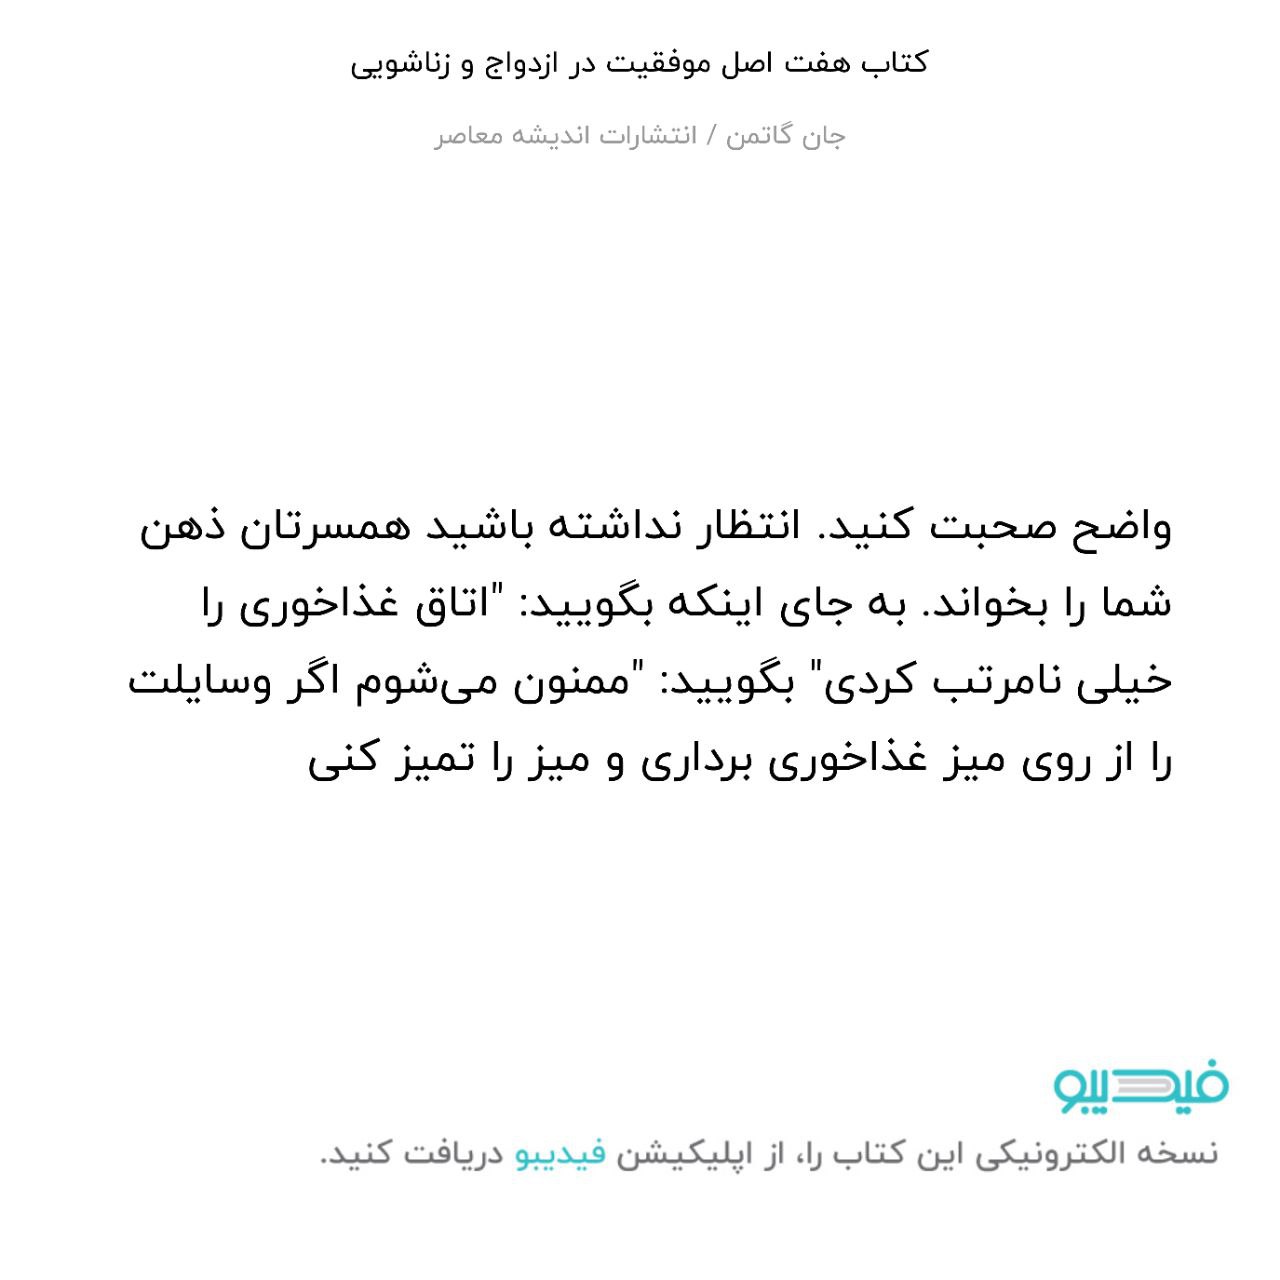 کتاب هفت اصل موفقیت در ازدواج و زناشویی
جان گاتمن / انتشارات اندیشه معاصر
واضح صحبت کنید. انتظار نداشته باشید همسرتان ذهن
شما را بخواند. به جای اینکه بگویید: "اتاق غذاخوری را
خیلی نامرتب کردی" بگویید: "ممنون می‌شوم اگر وسایلت
را از روی میز غذاخوری برداری و میز را تمیز کنی
فیدیبو
نسخه الکترونیکی این کتاب را، از اپلیکیشن فیدیبو دریافت کنید.